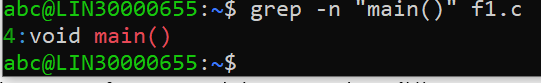 abc@LIN30000655:~$ grep -n "main()" f1.c
4:void main()
abc@LIN30000655:~$